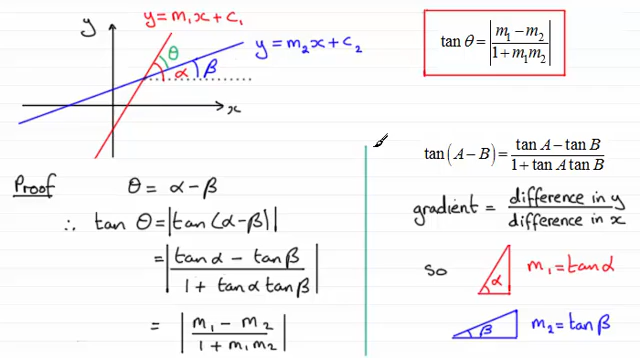 y = m₁x + c₁
y
θ
y = m₂x + c₂
α
β
x
tan θ = |(m₁ − m₂)/(1 + m₁m₂)|
Proof θ = α − β
∴ tan θ = |tan(α − β)|
= |(tan α − tan β)/(1 + tan α tan β)|
= |(m₁ − m₂)/(1 + m₁m₂)|
tan(A − B) = (tan A − tan B)/(1 + tan A tan B)
gradient = difference in y/difference in x
so α m₁ = tan α
β m₂ = tan β